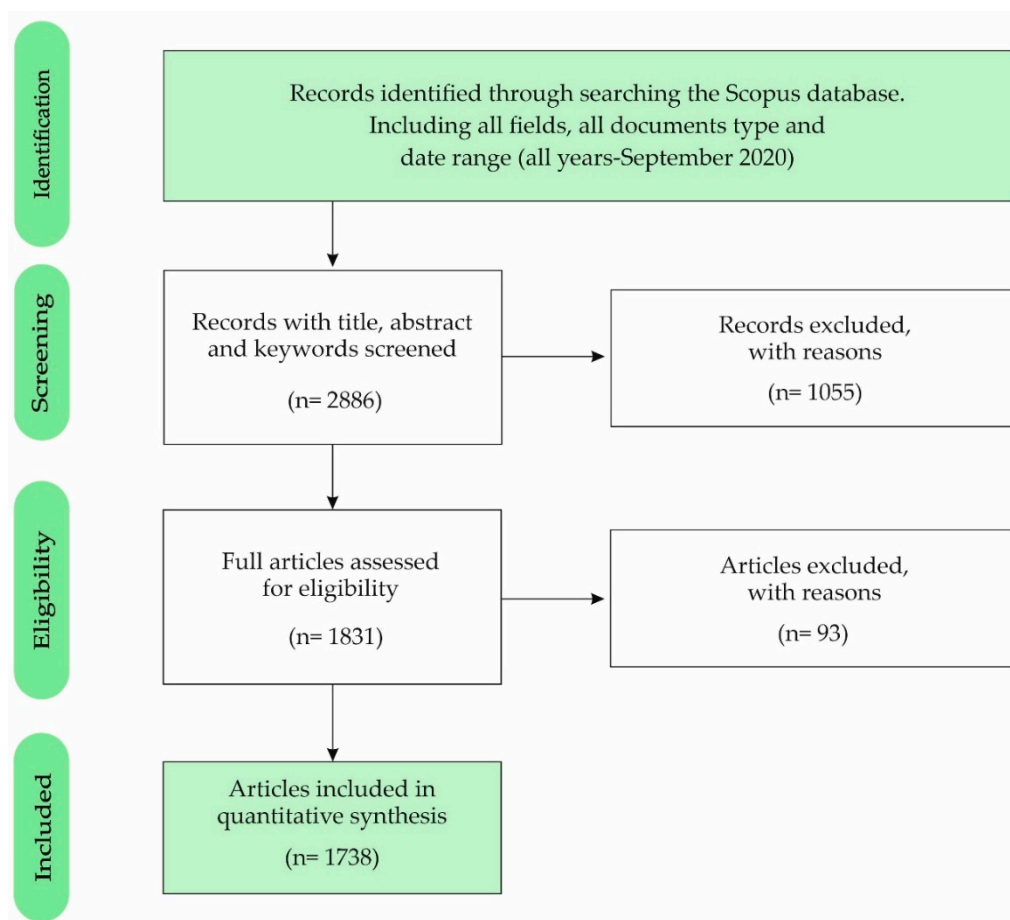 Identification
Records identified through searching the Scopus database.
Including all fields, all documents type and
date range (all years-September 2020)
Screening
Records with title, abstract
and keywords screened
(n= 2886)
Records excluded,
with reasons
(n= 1055)
Eligibility
Full articles assessed
for eligibility
(n= 1831)
Articles excluded,
with reasons
(n= 93)
Included
Articles included in
quantitative synthesis
(n= 1738)